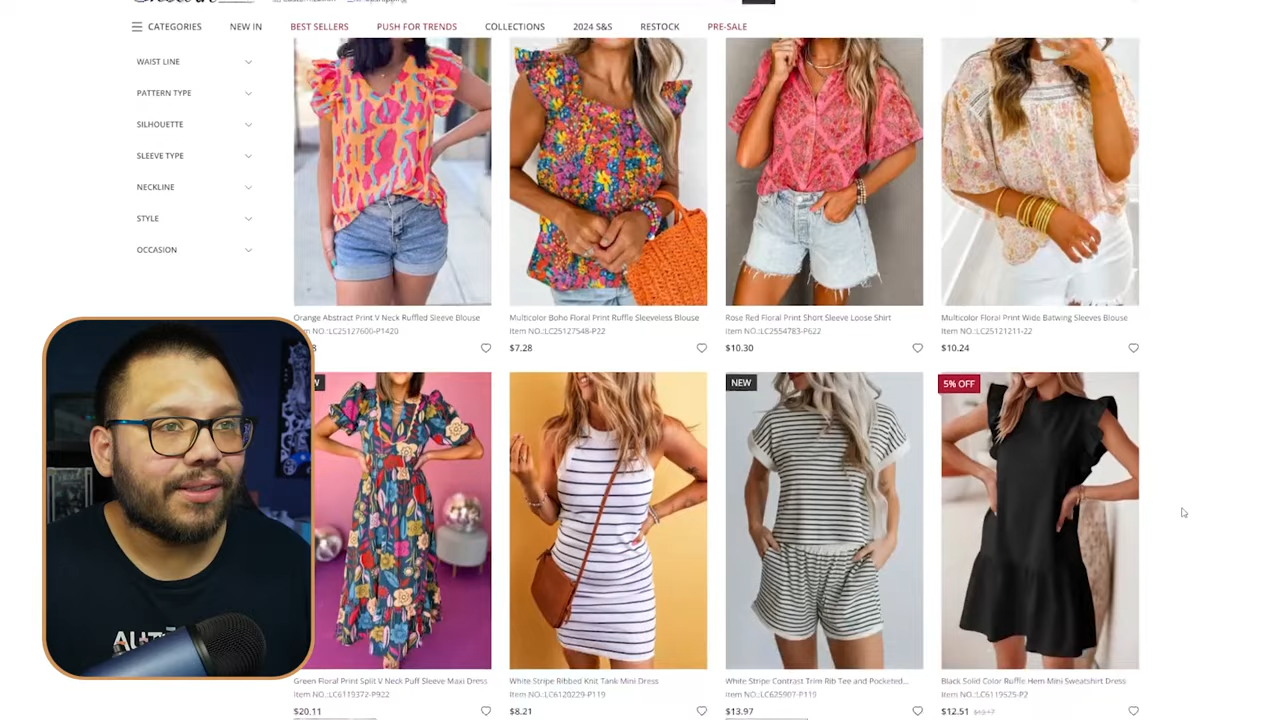 CATEGORIES NEW IN BEST SELLERS PUSH FOR TRENDS COLLECTIONS 2024 S&S RESTOCK PRE-SALE
WAIST LINE
PATTERN TYPE
SILHOUETTE
SLEEVE TYPE
NECKLINE
STYLE
OCCASION
Orange Abstract Print V Neck Ruffled Sleeve Blouse
NO.:LC25127600-P1420
Multicolor Boho Floral Print Ruffle Sleeveless Blouse
Item NO.:LC25127548-P22
$7.28
Rose Red Floral Print Short Sleeve Loose Shirt
Item NO.:LC2554783-P622
$10.30
Multicolor Floral Print Wide Batwing Sleeves Blouse
Item NO.:LC25121211-22
$10.24
Green Floral Print Split V Neck Puff Sleeve Maxi Dress
Item NO.:LC6119372-P922
$20.11
White Stripe Ribbed Knit Tank Mini Dress
Item NO.:LC6120229-P119
$8.21
NEW
White Stripe Contrast Trim Rib Tee and Pocketed...
Item NO.:LC625907-P119
$13.97
5% OFF
Black Solid Color Ruffle Hem Mini Sweatshirt Dress
Item NO.:LC6119525-P2
$12.51 $13.17